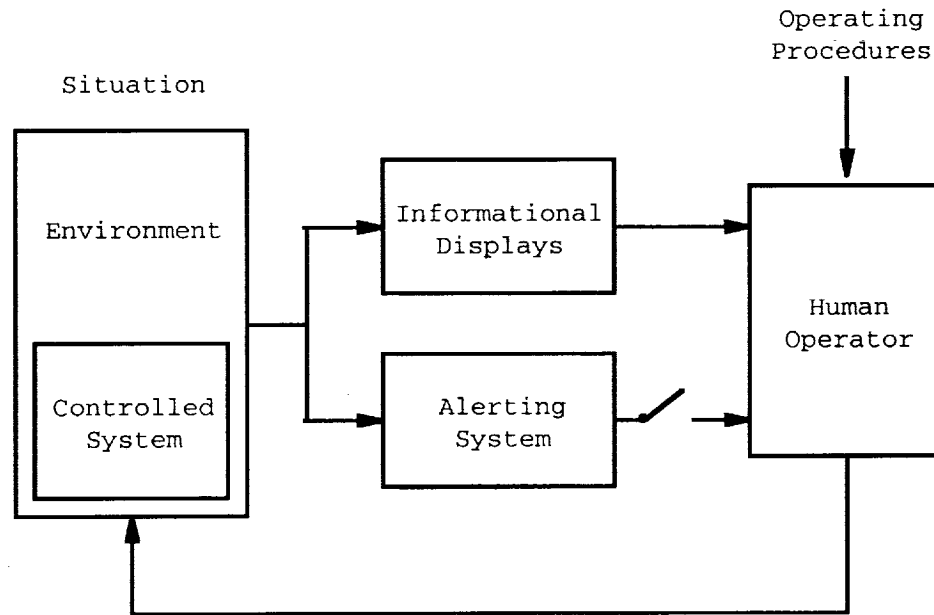 Operating
Procedures
Situation
Environment
Informational
Displays
Human
Operator
Controlled
System
Alerting
System